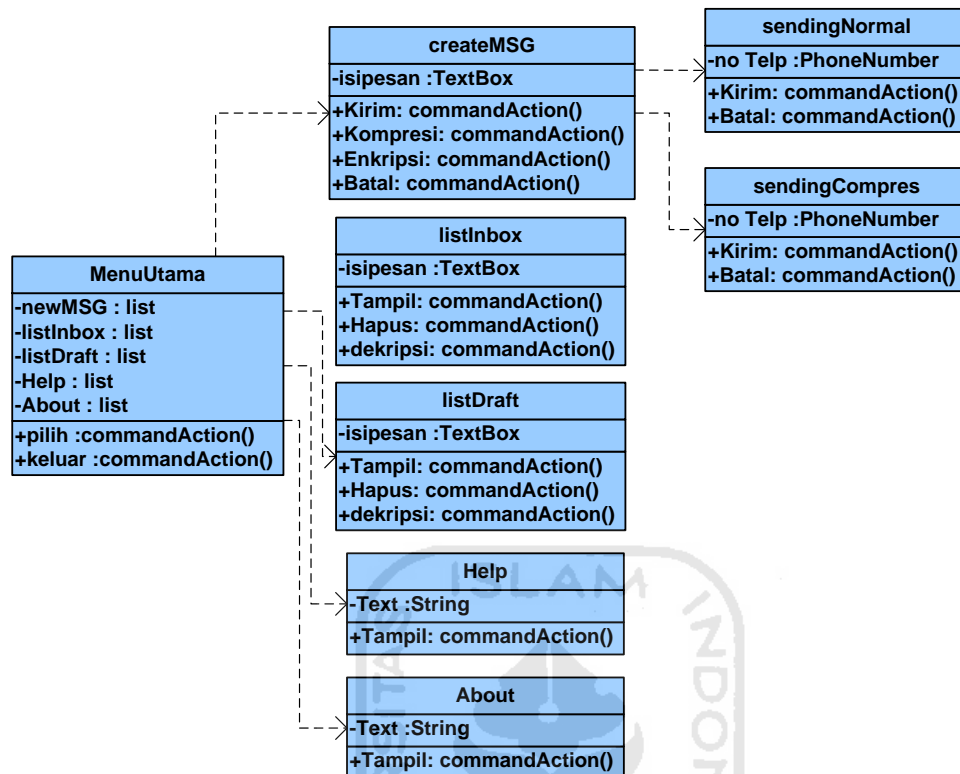 createMSG
-isipesan :TextBox
+Kirim: commandAction()
+Kompresi: commandAction()
+Enkripsi: commandAction()
+Batal: commandAction()
sendingNormal
-no Telp :PhoneNumber
+Kirim: commandAction()
+Batal: commandAction()
sendingCompres
-no Telp :PhoneNumber
+Kirim: commandAction()
+Batal: commandAction()
MenuUtama
-newMSG : list
-listInbox : list
-listDraft : list
-Help : list
-About : list
+pilih :commandAction()
+keluar :commandAction()
listInbox
-isipesan :TextBox
+Tampil: commandAction()
+Hapus: commandAction()
+dekripsi: commandAction()
listDraft
-isipesan :TextBox
+Tampil: commandAction()
+Hapus: commandAction()
+dekripsi: commandAction()
Help
-Text :String
+Tampil: commandAction()
About
-Text :String
+Tampil: commandAction()
ISLAM
INDON
SITAS